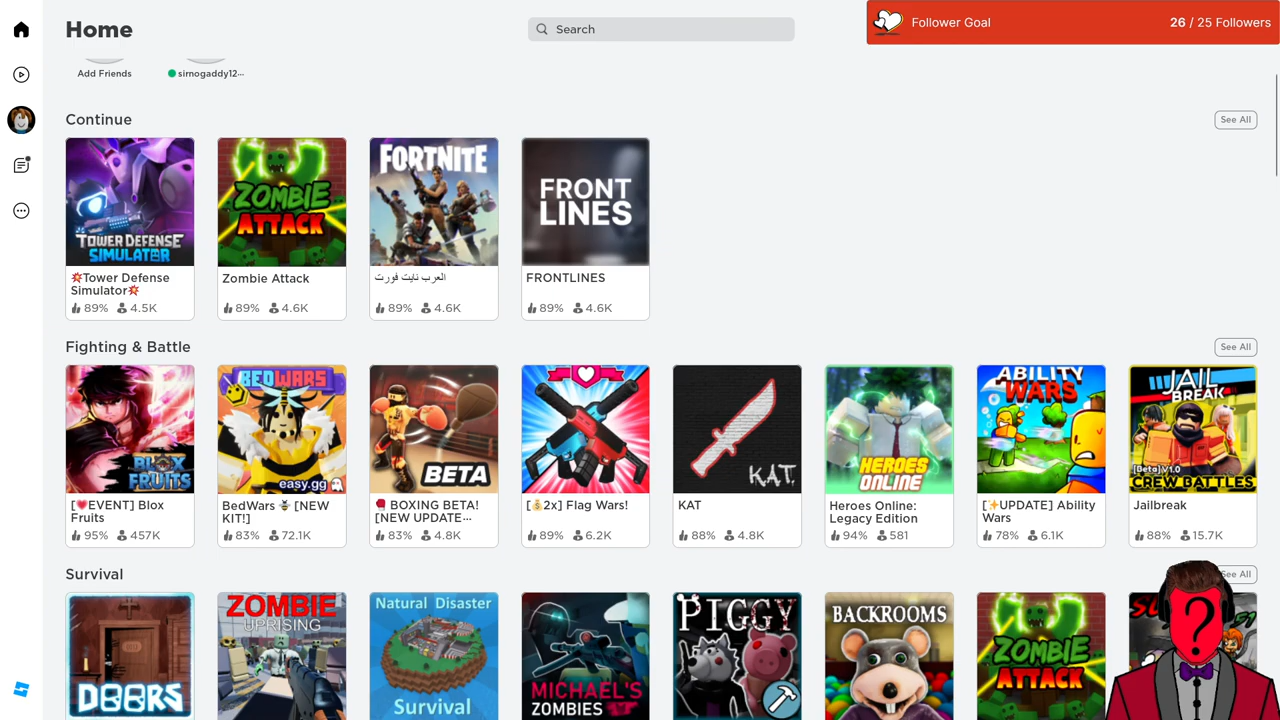 Home
Search
Follower Goal
26 / 25 Followers
Add Friends
sirnogaddy12...
Continue
See All
TOWER DEFENSE
SIMULATOR
ZOMBIE
ATTACK
FORTNITE
FRONT
LINES
💥Tower Defense
Simulator💥
Zombie Attack
العرب نايت فورت
FRONTLINES
89% 4.5K
89% 4.6K
89% 4.6K
89% 4.6K
Fighting & Battle
See All
BLOX
FRUITS
BEDWARS
easy.gg
BETA
KAT.
HEROES
ONLINE
ABILITY
WARS
JAIL
BREAK
[Beta] V1.0
CREW BATTLES
[💗EVENT] Blox
Fruits
BedWars 🐝 [NEW
KIT!]
🥊 BOXING BETA!
[NEW UPDATE...
[💰2x] Flag Wars!
KAT
Heroes Online:
Legacy Edition
[✨UPDATE] Ability
Wars
Jailbreak
95% 457K
83% 72.1K
83% 4.8K
89% 6.2K
88% 4.8K
94% 581
78% 6.1K
88% 15.7K
Survival
See All
DOORS
ZOMBIE
UPRISING
Natural Disaster
Survival
MICHAEL'S
ZOMBIES
PIGGY
BACKROOMS
ZOMBIE
ATTACK
?